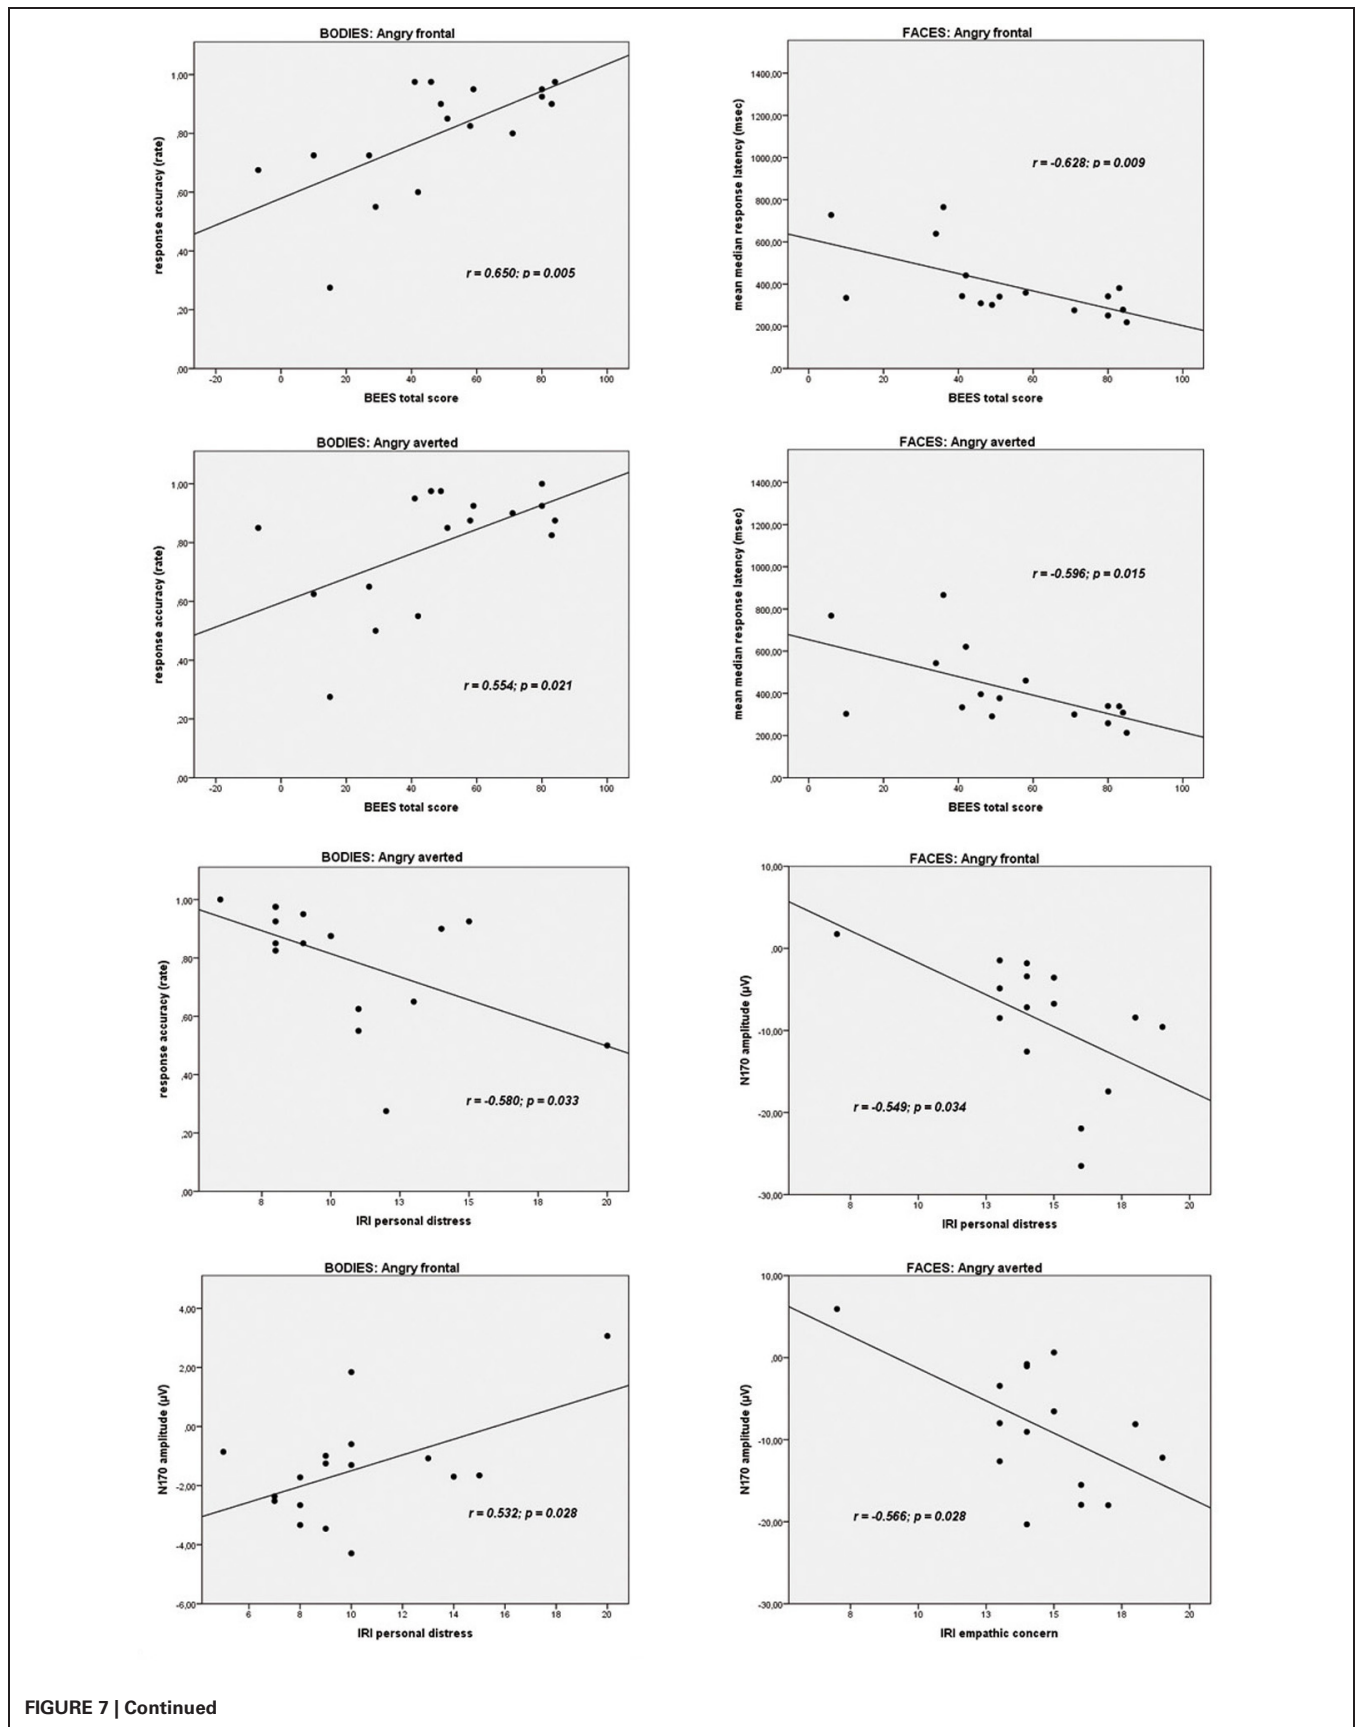 BODIES: Angry frontal
response accuracy (rate)
1,00
,80
,60
,40
,20
,00
r = 0.650; p = 0.005
-20 0 20 40 60 80 100
BEES total score
FACES: Angry frontal
mean median response latency (msec)
1400,00
1200,00
1000,00
800,00
600,00
400,00
200,00
,00
r = -0.628; p = 0.009
0 20 40 60 80 100
BEES total score
BODIES: Angry averted
response accuracy (rate)
1,00
,80
,60
,40
,20
,00
r = 0.554; p = 0.021
-20 0 20 40 60 80 100
BEES total score
FACES: Angry averted
mean median response latency (msec)
1400,00
1200,00
1000,00
800,00
600,00
400,00
200,00
,00
r = -0.596; p = 0.015
0 20 40 60 80 100
BEES total score
BODIES: Angry averted
response accuracy (rate)
1,00
,80
,60
,40
,20
,00
r = -0.580; p = 0.033
8 10 13 15 18 20
IRI personal distress
FACES: Angry frontal
N170 amplitude (µV)
10,00
,00
-10,00
-20,00
-30,00
r = -0.549; p = 0.034
8 10 13 15 18 20
IRI personal distress
BODIES: Angry frontal
N170 amplitude (µV)
4,00
2,00
,00
-2,00
-4,00
-6,00
r = 0.532; p = 0.028
6 8 10 12 14 16 18 20
IRI personal distress
FACES: Angry averted
N170 amplitude (µV)
10,00
,00
-10,00
-20,00
-30,00
r = -0.566; p = 0.028
8 10 13 15 18 20
IRI empathic concern
FIGURE 7 | Continued